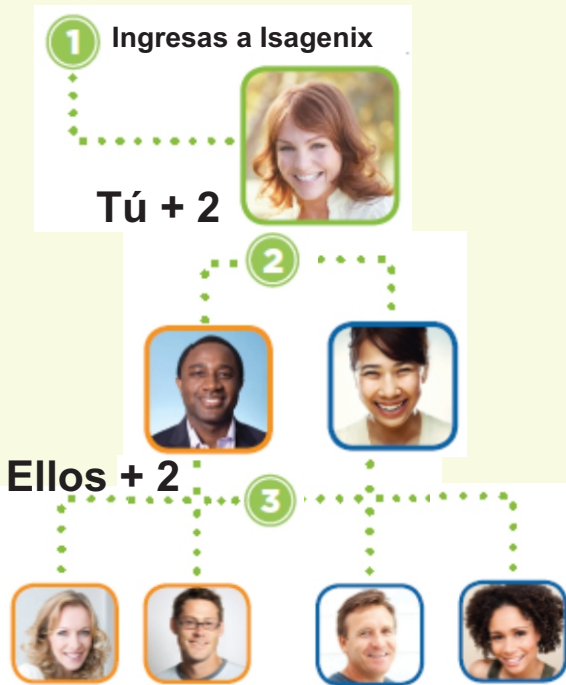 1 Ingresas a Isagenix
Tú + 2
2
Ellos + 2
3